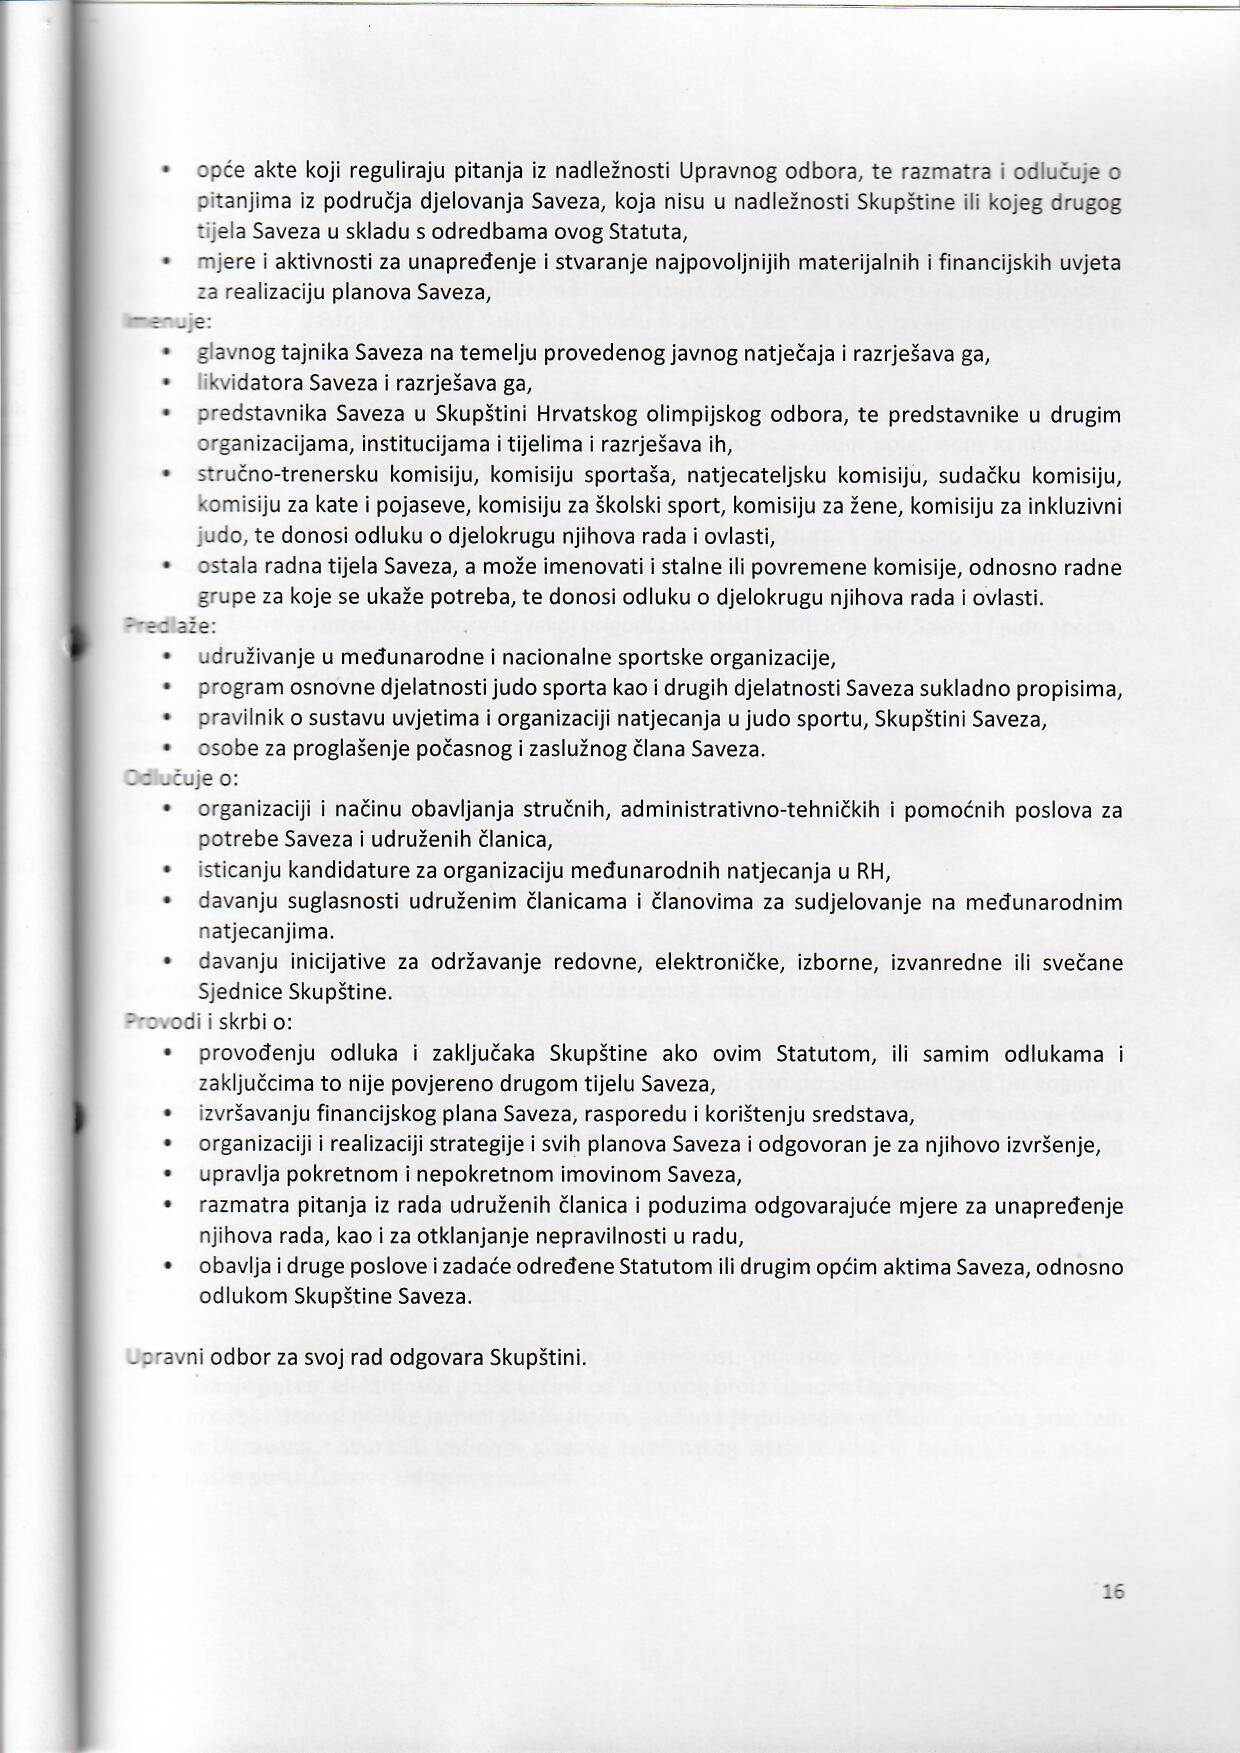 • opće akte koji reguliraju pitanja iz nadležnosti Upravnog odbora, te razmatra i odlučuje o
pitanjima iz područja djelovanja Saveza, koja nisu u nadležnosti Skupštine ili kojeg drugog
tijela Saveza u skladu s odredbama ovog Statuta,
• mjere i aktivnosti za unapređenje i stvaranje najpovoljnijih materijalnih i financijskih uvjeta
za realizaciju planova Saveza,
Imenuje:
• glavnog tajnika Saveza na temelju provedenog javnog natječaja i razrješava ga,
• likvidatora Saveza i razrješava ga,
• predstavnika Saveza u Skupštini Hrvatskog olimpijskog odbora, te predstavnike u drugim
organizacijama, institucijama i tijelima i razrješava ih,
• stručno-trenersku komisiju, komisiju sportaša, natjecateljsku komisiju, sudačku komisiju,
komisiju za kate i pojaseve, komisiju za školski sport, komisiju za žene, komisiju za inkluzivni
judo, te donosi odluku o djelokrugu njihova rada i ovlasti,
• ostala radna tijela Saveza, a može imenovati i stalne ili povremene komisije, odnosno radne
grupe za koje se ukaže potreba, te donosi odluku o djelokrugu njihova rada i ovlasti.
Predlaže:
• udruživanje u međunarodne i nacionalne sportske organizacije,
• program osnovne djelatnosti judo sporta kao i drugih djelatnosti Saveza sukladno propisima,
• pravilnik o sustavu uvjetima i organizaciji natjecanja u judo sportu, Skupštini Saveza,
• osobe za proglašenje počasnog i zaslužnog člana Saveza.
Odlučuje o:
• organizaciji i načinu obavljanja stručnih, administrativno-tehničkih i pomoćnih poslova za
potrebe Saveza i udruženih članica,
• isticanju kandidature za organizaciju međunarodnih natjecanja u RH,
• davanju suglasnosti udruženim članicama i članovima za sudjelovanje na međunarodnim
natjecanjima.
• davanju inicijative za održavanje redovne, elektroničke, izborne, izvanredne ili svečane
Sjednice Skupštine.
Provodi i skrbi o:
• provođenju odluka i zaključaka Skupštine ako ovim Statutom, ili samim odlukama i
zaključcima to nije povjereno drugom tijelu Saveza,
• izvršavanju financijskog plana Saveza, rasporedu i korištenju sredstava,
• organizaciji i realizaciji strategije i svih planova Saveza i odgovoran je za njihovo izvršenje,
• upravlja pokretnom i nepokretnom imovinom Saveza,
• razmatra pitanja iz rada udruženih članica i poduzima odgovarajuće mjere za unapređenje
njihova rada, kao i za otklanjanje nepravilnosti u radu,
• obavlja i druge poslove i zadaće određene Statutom ili drugim općim aktima Saveza, odnosno
odlukom Skupštine Saveza.
Upravni odbor za svoj rad odgovara Skupštini.
16